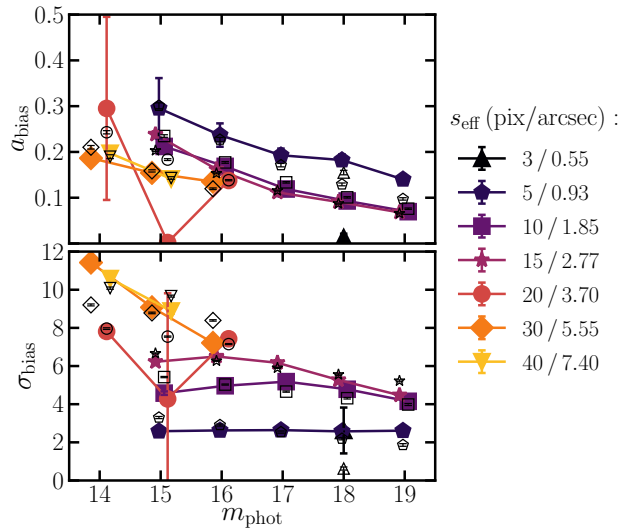 0.5
0.4
0.3
0.2
0.1
a_bias
12
10
8
6
4
2
0
σ_bias
14 15 16 17 18 19
m_phot
s_eff (pix/arcsec) :
3 / 0.55
5 / 0.93
10 / 1.85
15 / 2.77
20 / 3.70
30 / 5.55
40 / 7.40